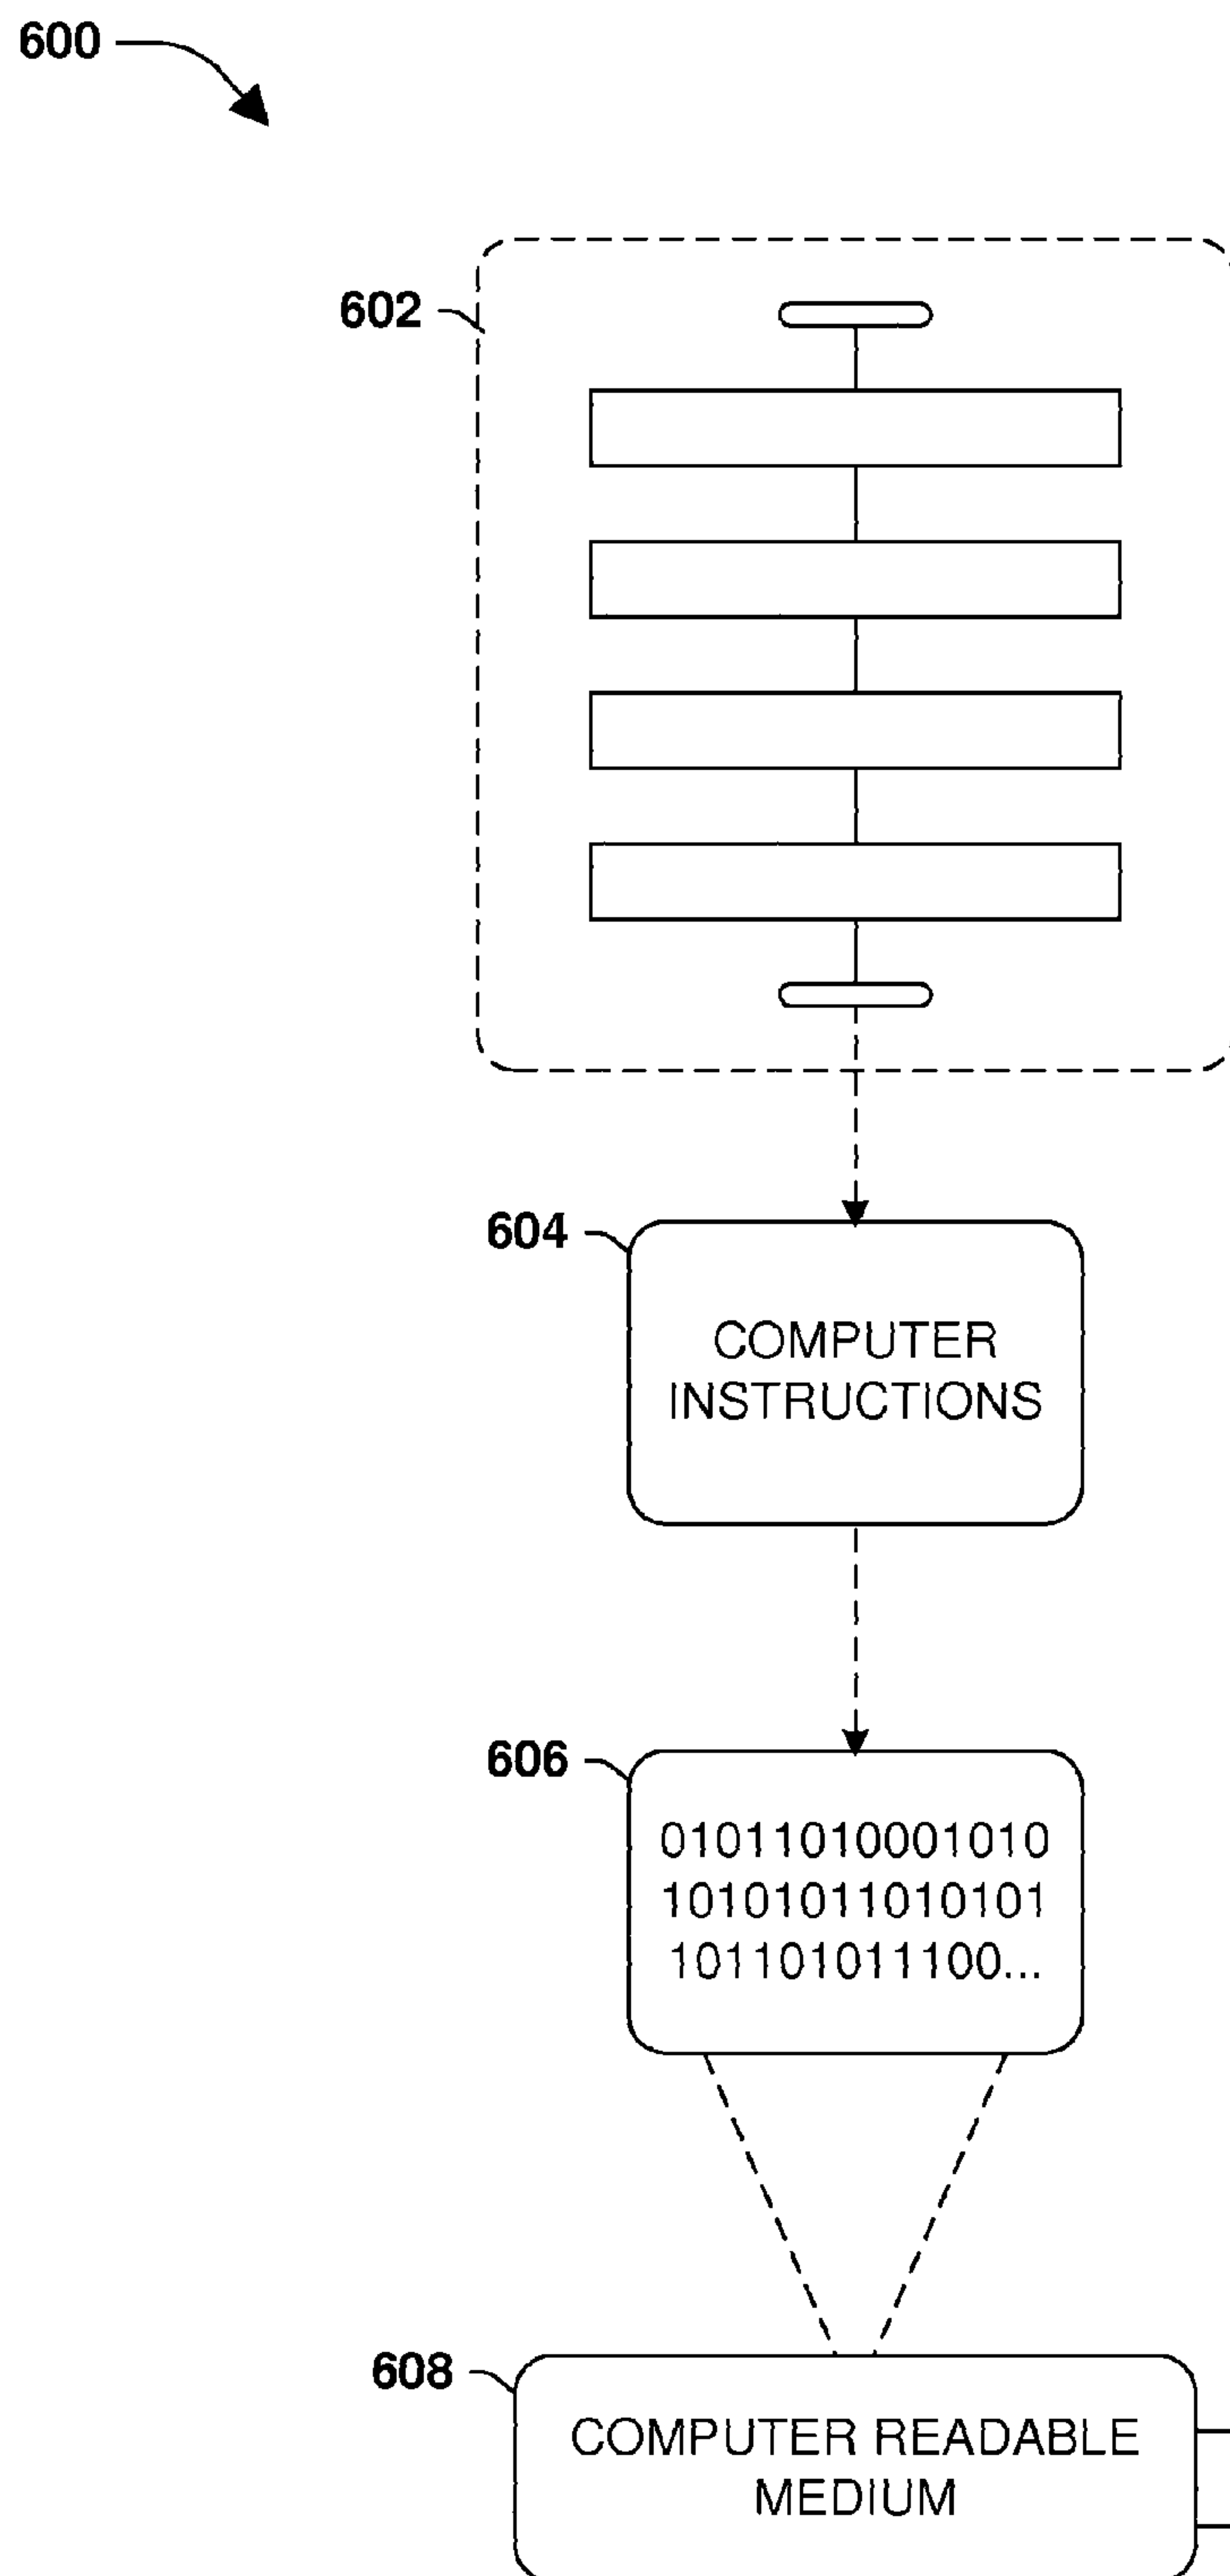 600
602
604
COMPUTER
INSTRUCTIONS
606
01011010001010
10101011010101
101101011100...
608
COMPUTER READABLE
MEDIUM